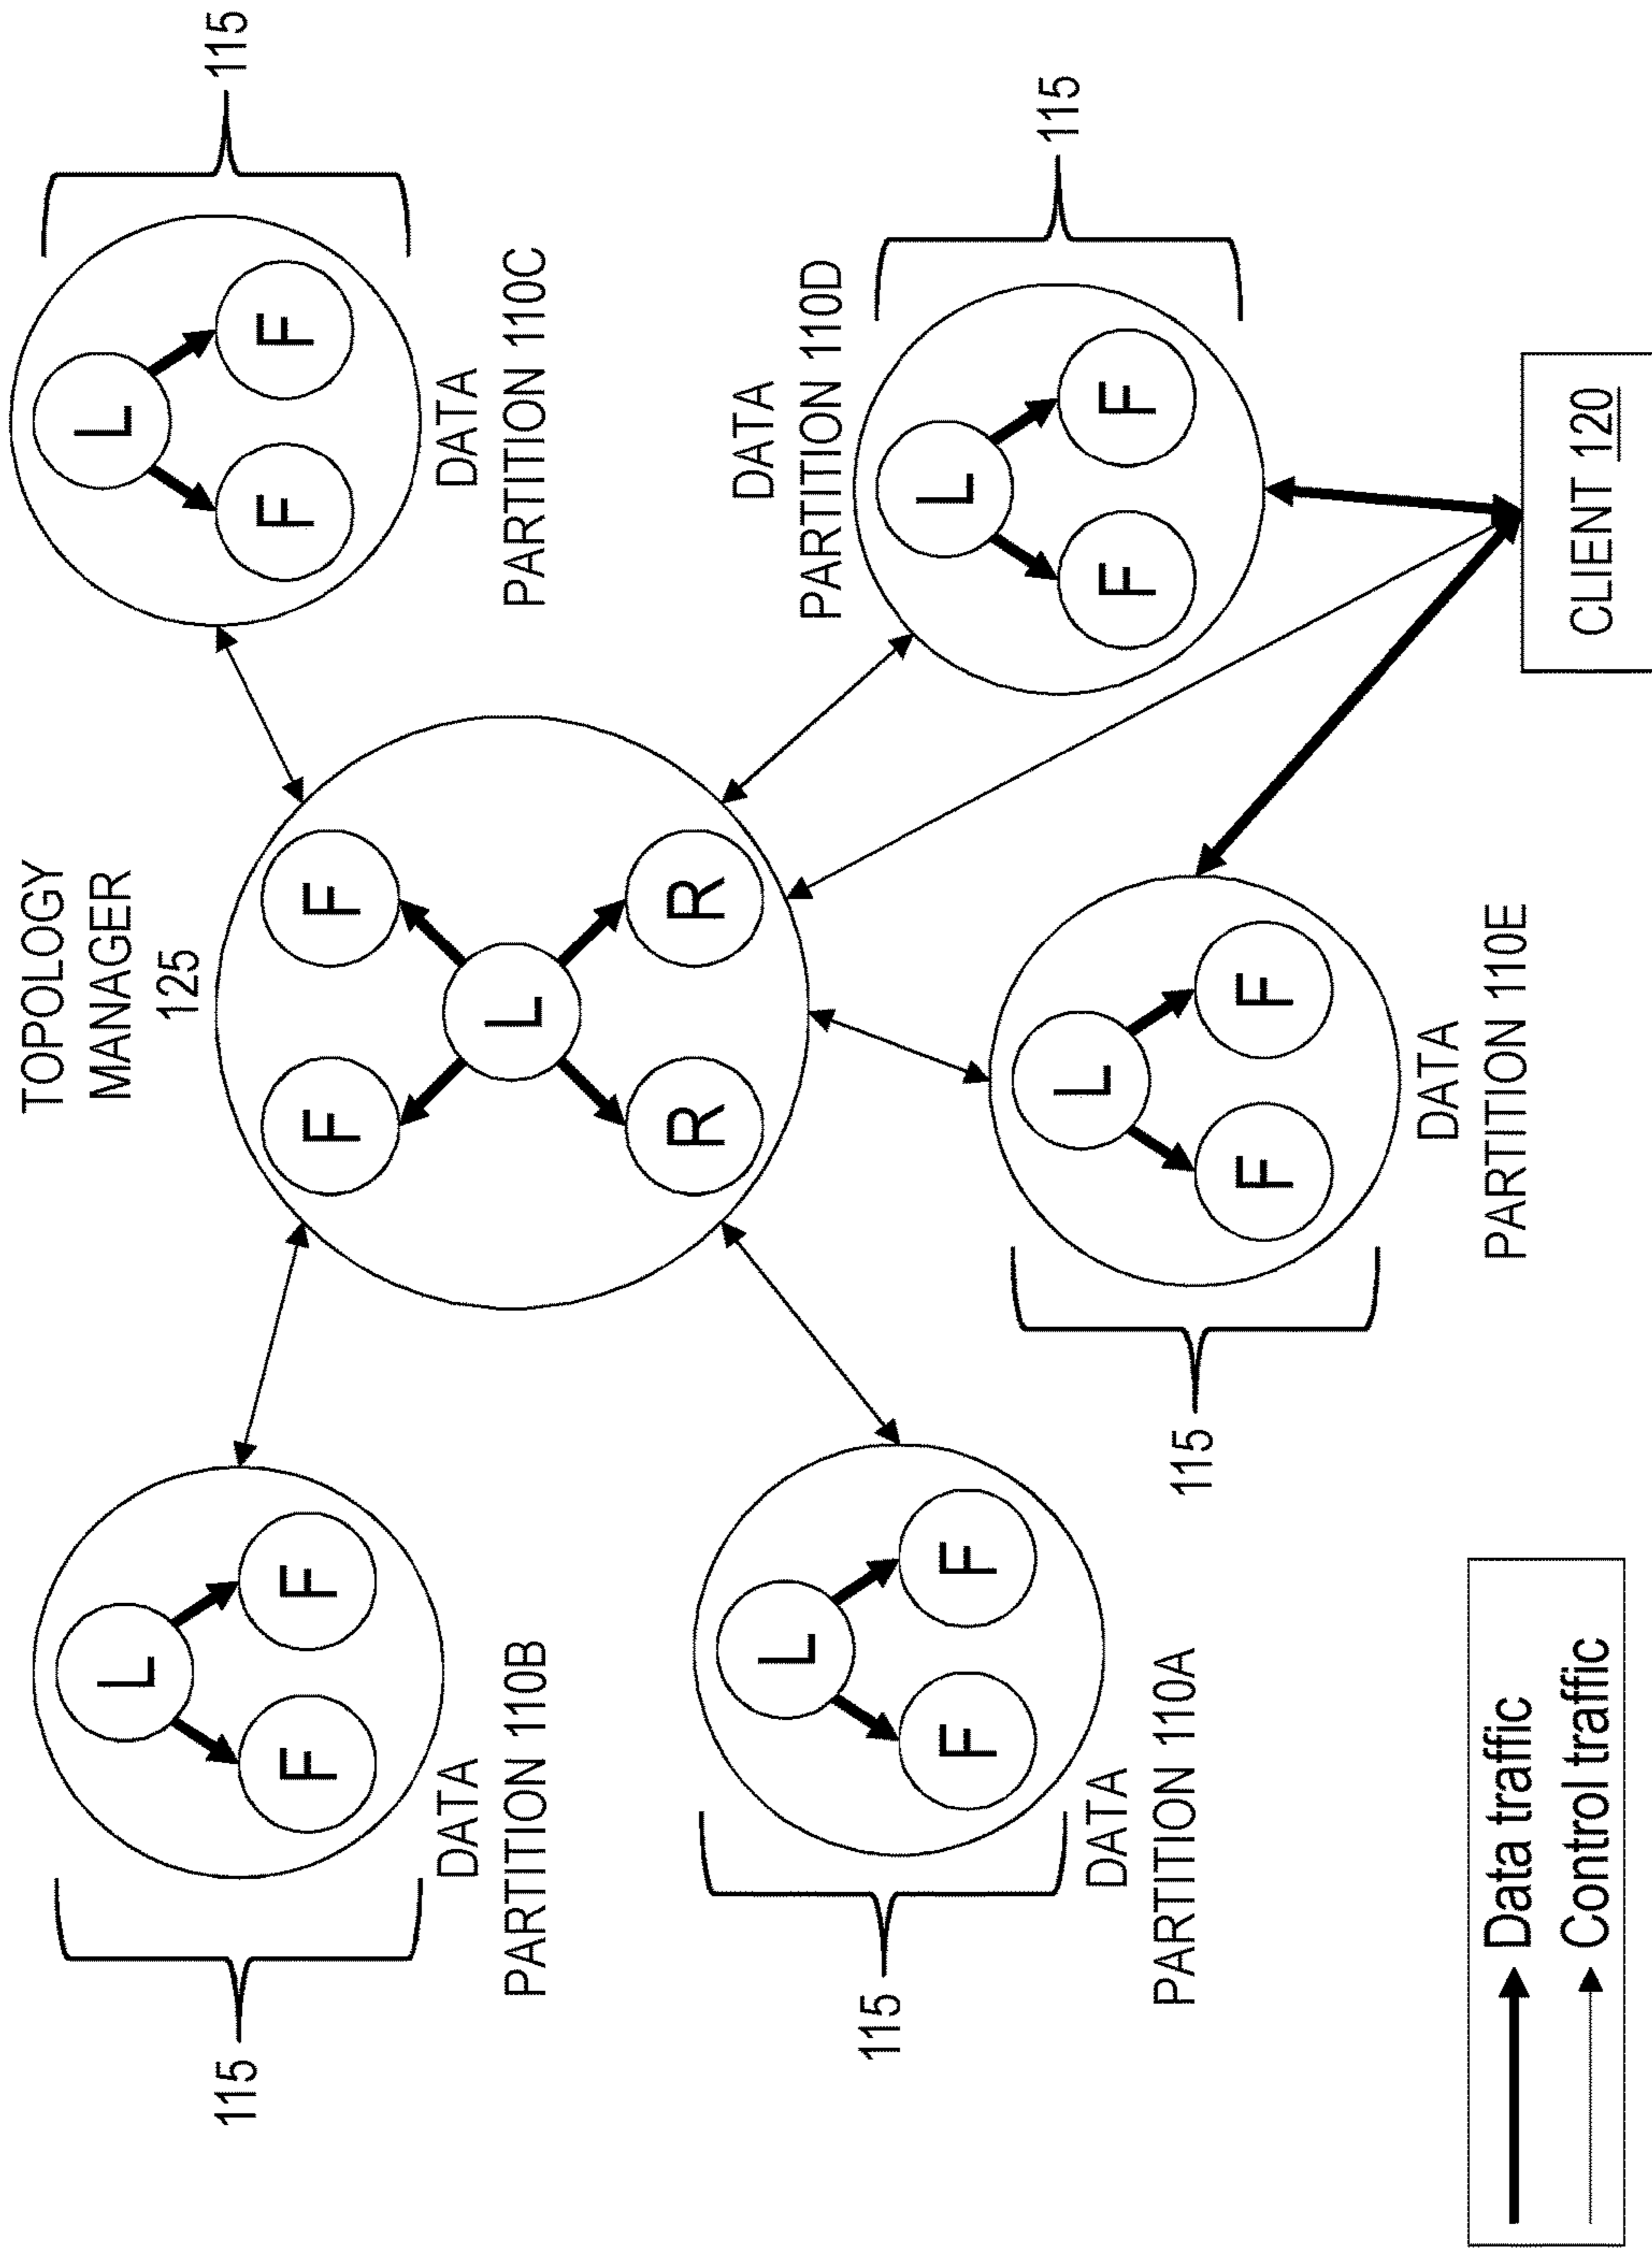 TOPOLOGY
MANAGER
125
L
F F
115
DATA
PARTITION 110B
F F
L
R R
L
F F
115
DATA
PARTITION 110C
L
F F
115
DATA
PARTITION 110A
L
F F
115
DATA
PARTITION 110E
DATA
PARTITION 110D
L
F F
115
CLIENT 120
Data traffic
Control traffic